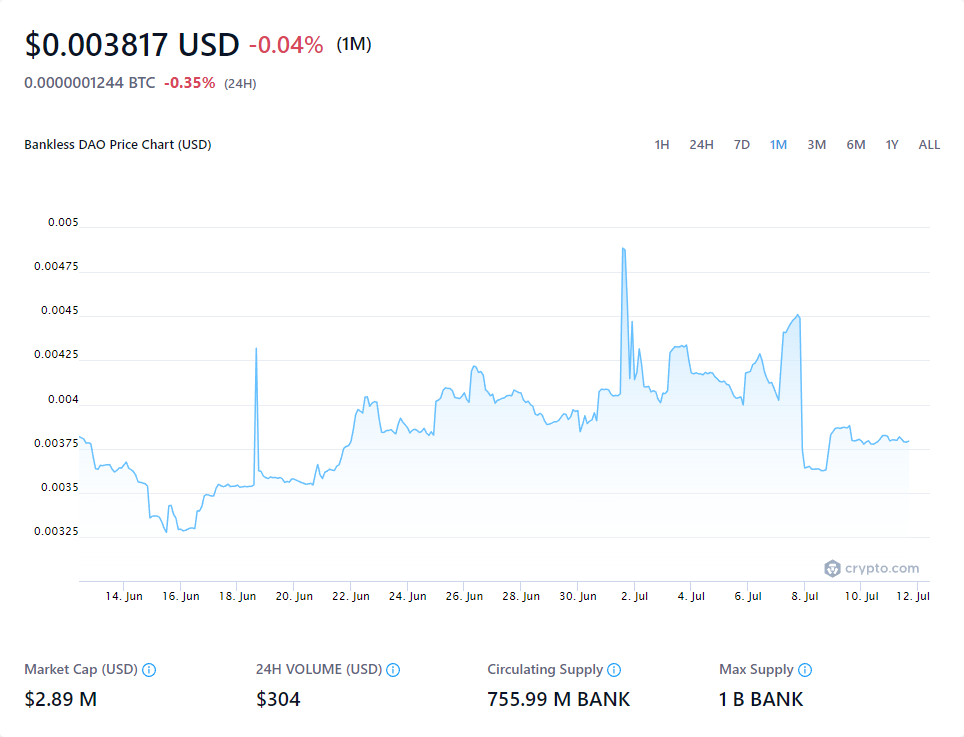 $0.003817 USD -0.04% (1M)
0.0000001244 BTC -0.35% (24H)
Bankless DAO Price Chart (USD) 1H 24H 7D 1M 3M 6M 1Y ALL
0.005
0.00475
0.0045
0.00425
0.004
0.00375
0.0035
0.00325
crypto.com
14. Jun 16. Jun 18. Jun 20. Jun 22. Jun 24. Jun 26. Jun 28. Jun 30. Jun 2. Jul 4. Jul 6. Jul 8. Jul 10. Jul 12. Jul
Market Cap (USD) 24H VOLUME (USD) Circulating Supply Max Supply
$2.89 M $304 755.99 M BANK 1 B BANK